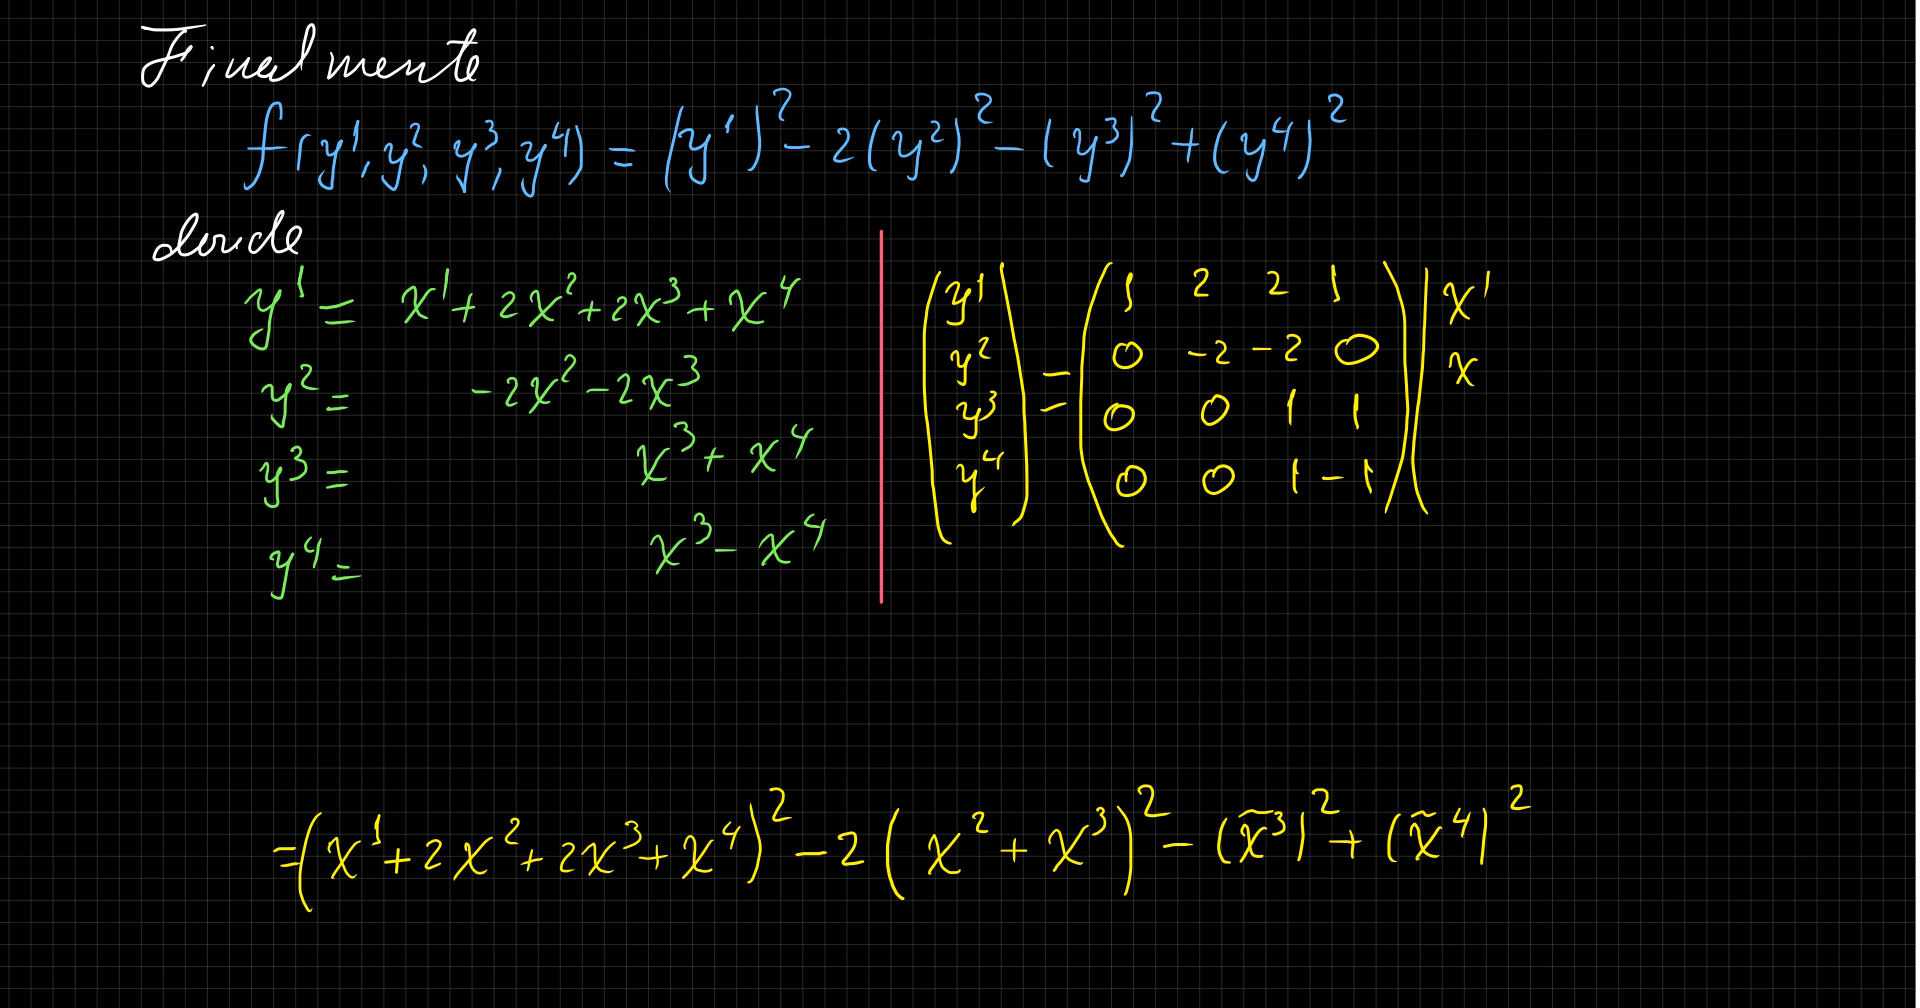 Finalmente
f(y¹, y², y³, y⁴) = (y¹)² - 2(y²)² - (y³)² + (y⁴)²
donde
y¹ = x¹ + 2x² + 2x³ + x⁴
y² = -2x² - 2x³
y³ = x³ + x⁴
y⁴ = x³ - x⁴
(y¹ 1 2 2 1 x¹
y² = 0 -2 -2 0 x
y³ 0 0 1 1
y⁴) 0 0 1 -1
= (x¹ + 2x² + 2x³ + x⁴)² - 2(x² + x³)² - (x̃³)² + (x̃⁴)²